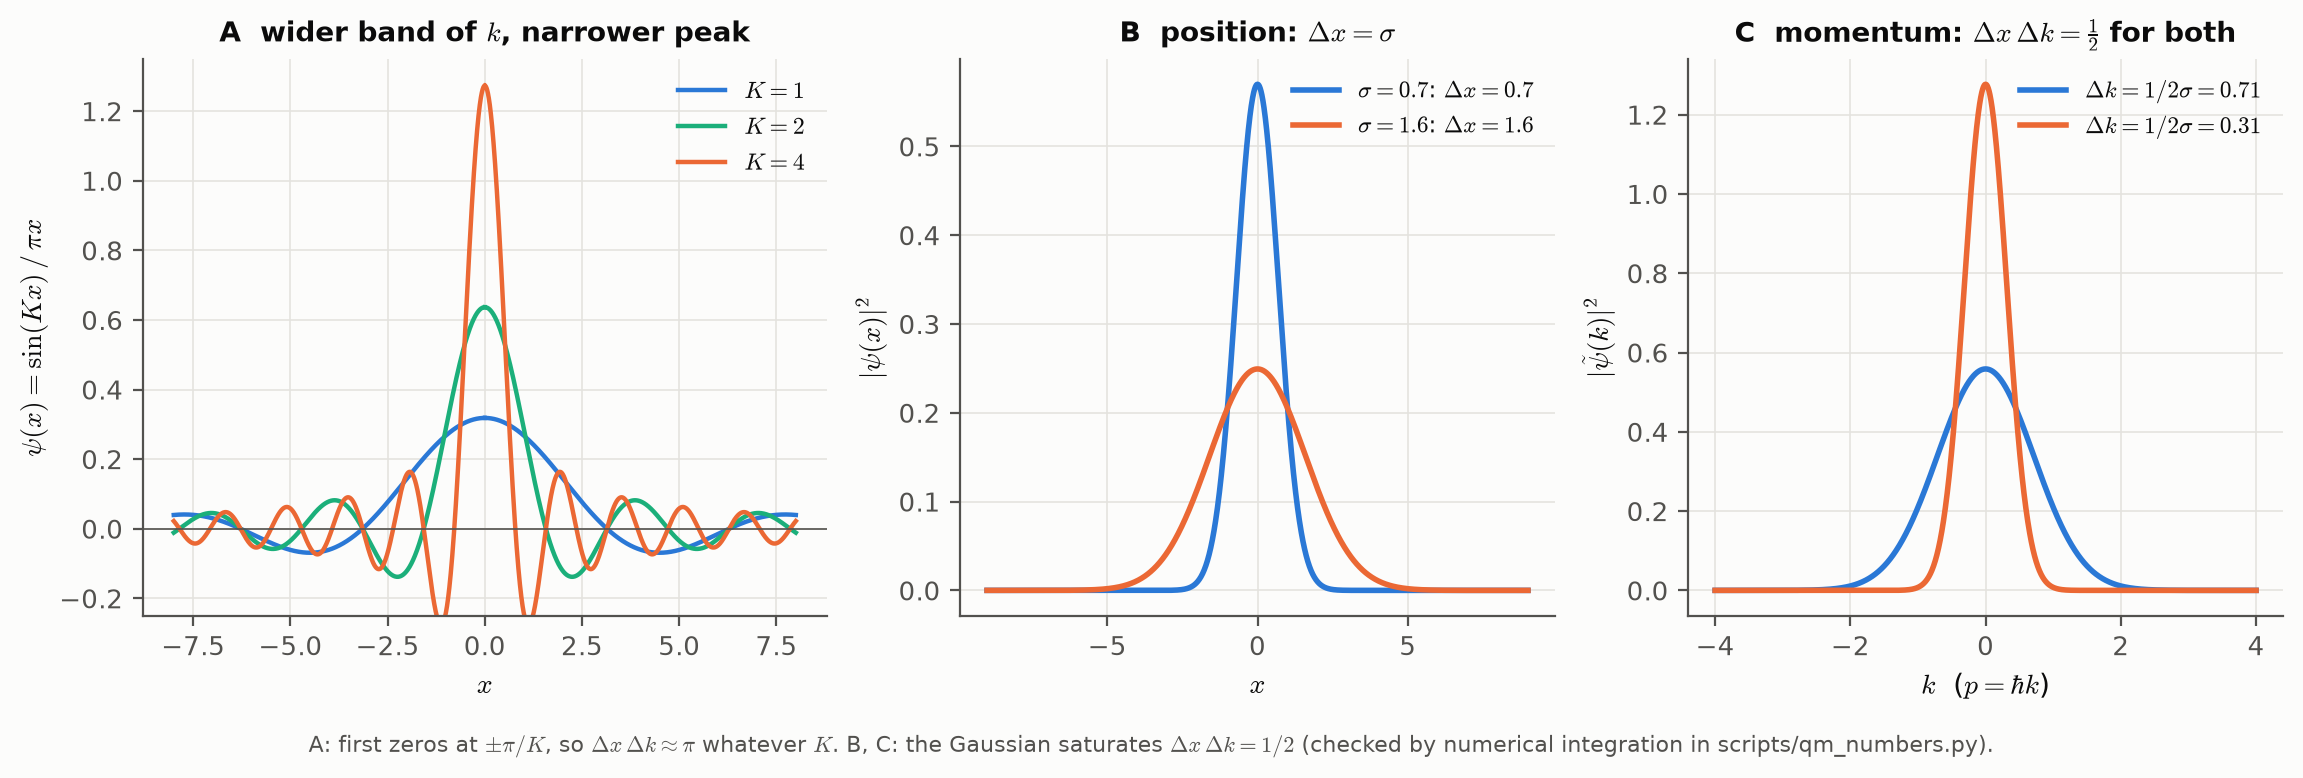 A wider band of k, narrower peak
ψ(x) = sin(Kx) / πx
1.2
1.0
0.8
0.6
0.4
0.2
0.0
−0.2
K = 1
K = 2
K = 4
−7.5 −5.0 −2.5 0.0 2.5 5.0 7.5
x
B position: Δx = σ
|ψ(x)|²
0.5
0.4
0.3
0.2
0.1
0.0
σ = 0.7: Δx = 0.7
σ = 1.6: Δx = 1.6
−5 0 5
x
C momentum: Δx Δk = ½ for both
|ψ̃(k)|²
1.2
1.0
0.8
0.6
0.4
0.2
0.0
Δk = 1/2σ = 0.71
Δk = 1/2σ = 0.31
−4 −2 0 2 4
k (p = ħk)
A: first zeros at ±π/K, so Δx Δk ≈ π whatever K. B, C: the Gaussian saturates Δx Δk = 1/2 (checked by numerical integration in scripts/qm_numbers.py).